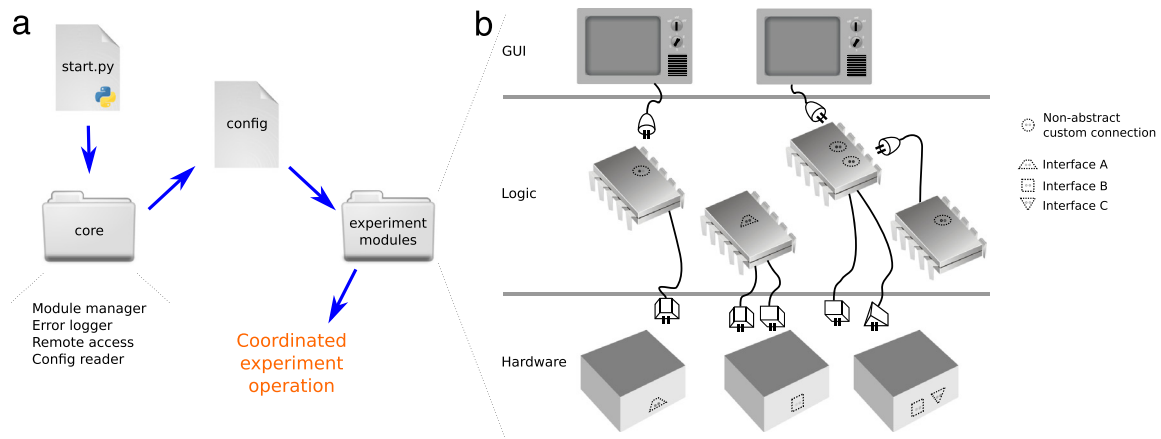 a
start.py
config
core
experiment
modules
Module manager
Error logger
Remote access
Config reader
Coordinated
experiment
operation
b
GUI
Logic
Hardware
Non-abstract
custom connection
Interface A
Interface B
Interface C